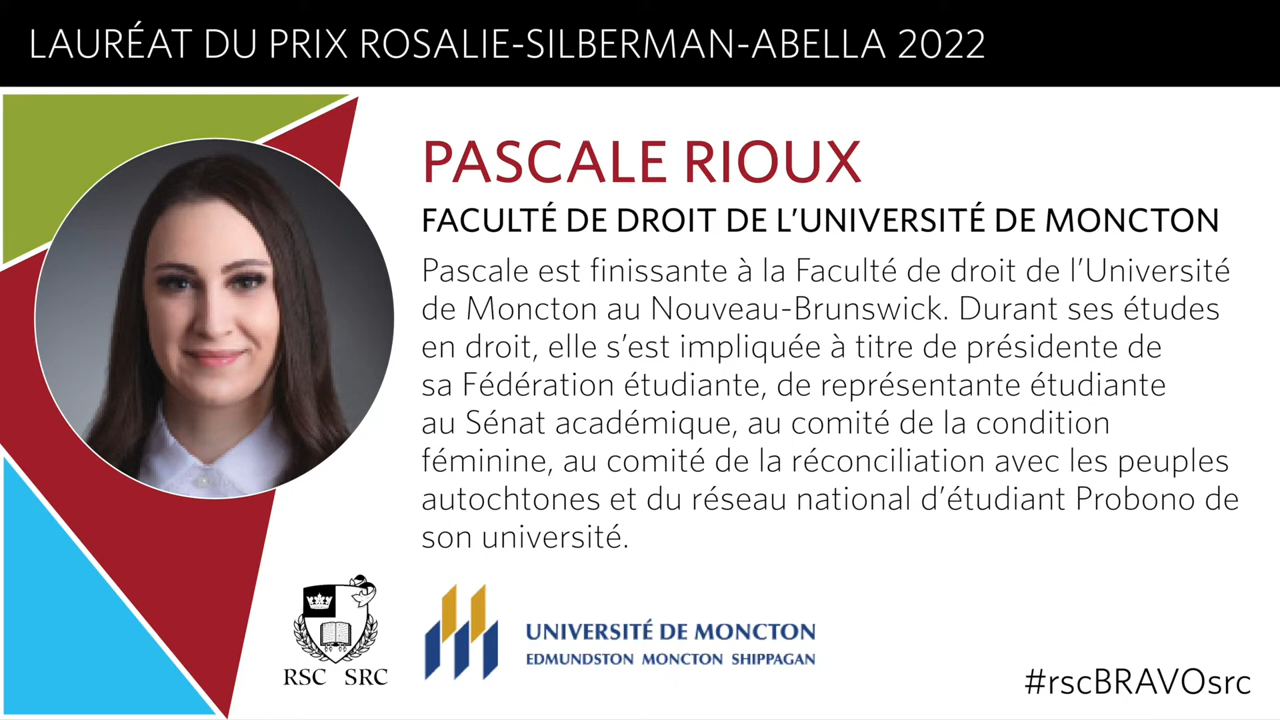 LAURÉAT DU PRIX ROSALIE-SILBERMAN-ABELLA 2022
PASCALE RIOUX
FACULTÉ DE DROIT DE L'UNIVERSITÉ DE MONCTON
Pascale est finissante à la Faculté de droit de l'Université
de Moncton au Nouveau-Brunswick. Durant ses études
en droit, elle s'est impliquée à titre de présidente de
sa Fédération étudiante, de représentante étudiante
au Sénat académique, au comité de la condition
féminine, au comité de la réconciliation avec les peuples
autochtones et du réseau national d'étudiant Probono de
son université.
RSC SRC
UNIVERSITÉ DE MONCTON
EDMUNDSTON MONCTON SHIPPAGAN
#rscBRAVOsrc